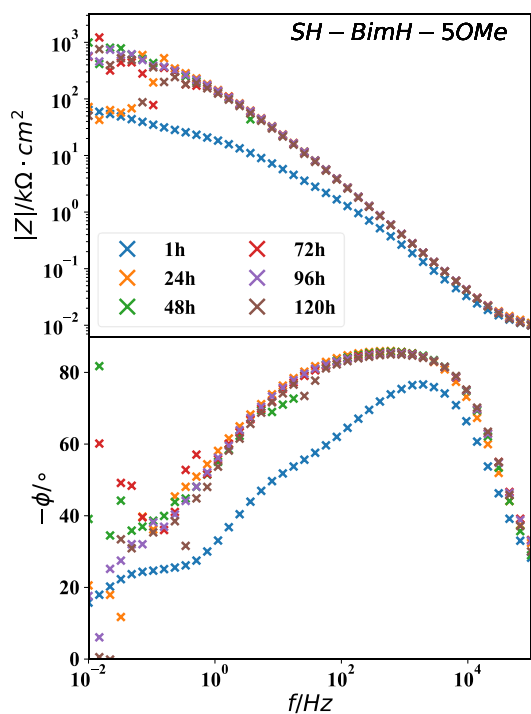 SH − BimH − 5OMe
10³
10²
10¹
10⁰
10⁻¹
10⁻²
|Z|/kΩ · cm²
1h
24h
48h
72h
96h
120h
80
60
40
20
0
−ϕ/°
10⁻²
10⁰
10²
10⁴
f/Hz